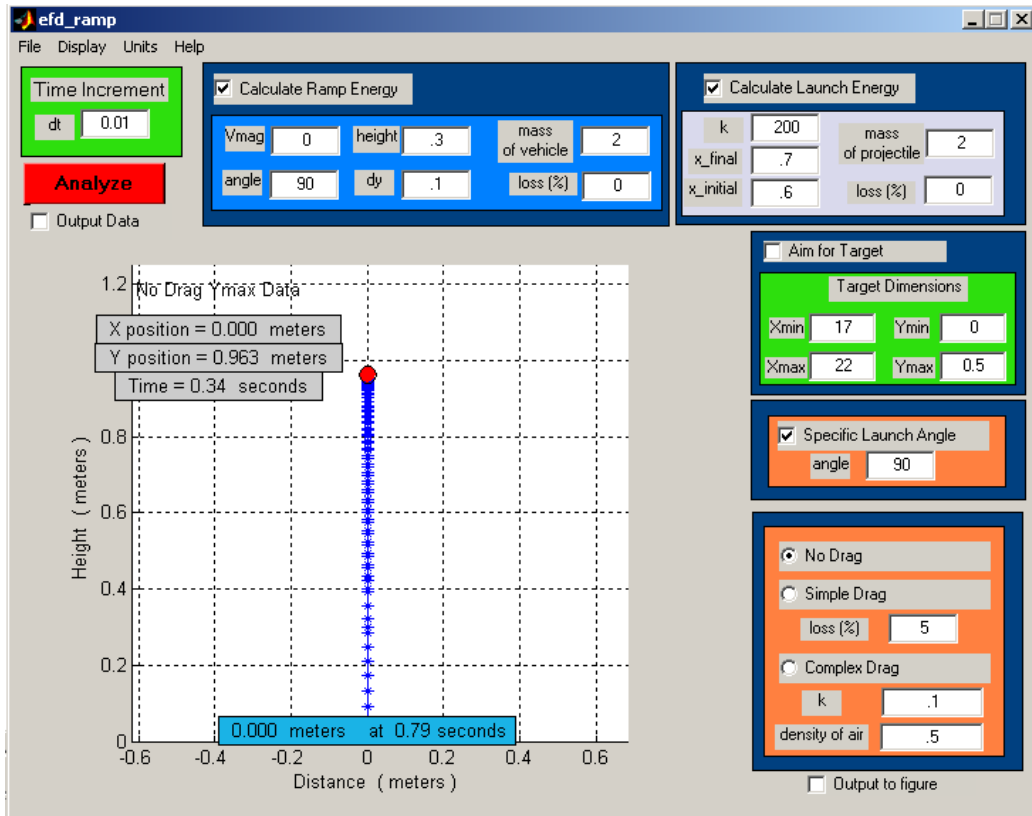 efd_ramp
File Display Units Help
Time Increment
dt 0.01
Analyze
Output Data
Calculate Ramp Energy
Vmag 0 height .3 mass of vehicle 2
angle 90 dy .1 loss (%) 0
Calculate Launch Energy
k 200
x_final .7
x_initial .6
mass of projectile 2
loss (%) 0
Aim for Target
Target Dimensions
Xmin 17 Ymin 0
Xmax 22 Ymax 0.5
Specific Launch Angle
angle 90
No Drag
Simple Drag
loss (%) 5
Complex Drag
k .1
density of air .5
Output to figure
No Drag Ymax Data
X position = 0.000 meters
Y position = 0.963 meters
Time = 0.34 seconds
1.2
0.8
0.6
0.4
0.2
0
Height ( meters )
0.000 meters at 0.79 seconds
-0.6 -0.4 -0.2 0 0.2 0.4 0.6
Distance ( meters )